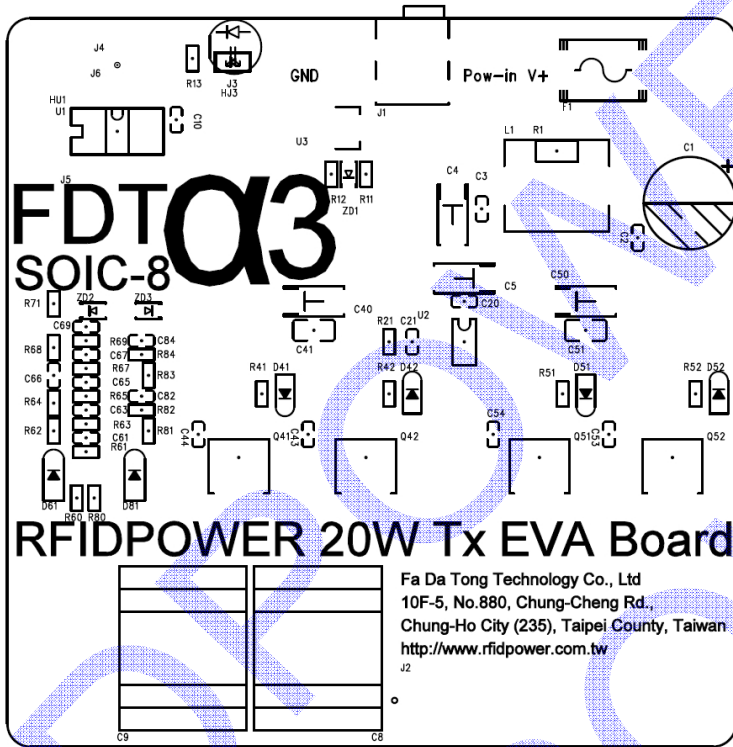 J4
J6
R13
J3
HJ3
GND
J1
Pow-in V+
F1
HU1
U1
C10
U3
R12
R11
ZD1
L1
R1
C4
C3
C1
+
C2
J5
FDT α3
SOIC-8
R71
ZD2
ZD3
C40
C5
C50
C69
C41
R21
C21
U2
C20
C51
R68
R69
C84
C67
R84
C66
R67
R83
C65
R41
D41
R42
D42
R51
D51
R52
D52
R64
R65
C82
C63
R82
R62
R63
R81
C61
R61
C44
Q41
C43
Q42
C54
Q51
C53
Q52
D61
R60
R80
D81
RFIDPOWER 20W Tx EVA Board
Fa Da Tong Technology Co., Ltd
10F-5, No.880, Chung-Cheng Rd.,
Chung-Ho City (235), Taipei County, Taiwan
http://www.rfidpower.com.tw
J2
C9
C8